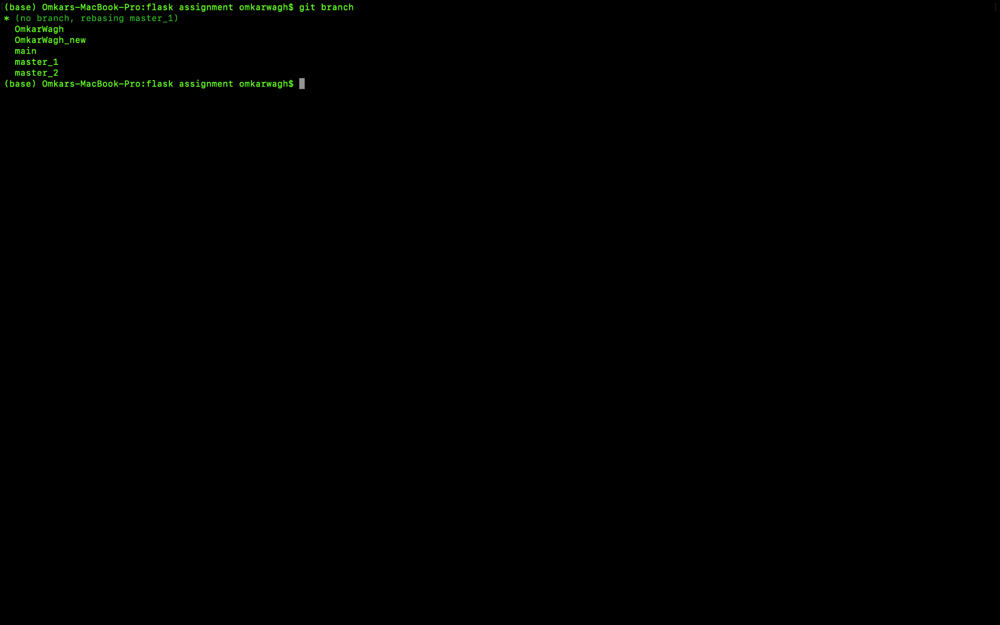 [(base) Omkars-MacBook-Pro:flask assignment omkarwagh$ git branch ]
* (no branch, rebasing master_1)
  OmkarWagh
  OmkarWagh_new
  main
  master_1
  master_2
(base) Omkars-MacBook-Pro:flask assignment omkarwagh$